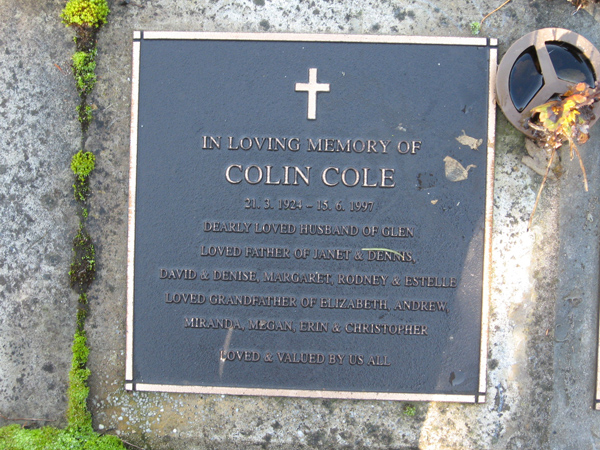 IN LOVING MEMORY OF
COLIN COLE
21. 3. 1924 – 15. 6. 1997
DEARLY LOVED HUSBAND OF GLEN
LOVED FATHER OF JANET & DENNIS,
DAVID & DENISE, MARGARET, RODNEY & ESTELLE
LOVED GRANDFATHER OF ELIZABETH, ANDREW,
MIRANDA, MEGAN, ERIN & CHRISTOPHER
LOVED & VALUED BY US ALL